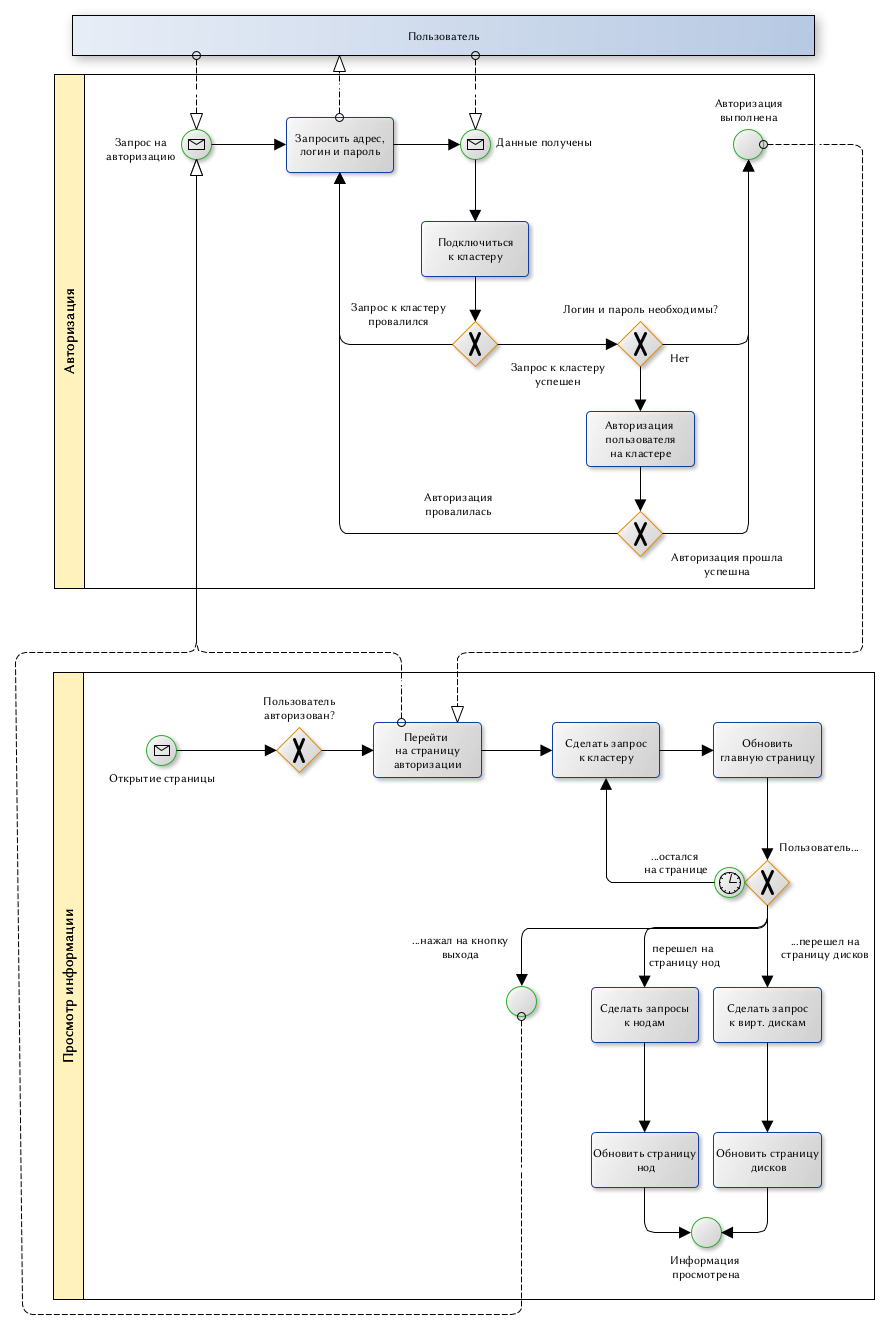 Пользователь
Авторизация
выполнена
Запрос на
авторизацию
Запросить адрес,
логин и пароль
Данные получены
Подключиться
к кластеру
Запрос к кластеру
провалился
Логин и пароль необходимы?
Нет
Запрос к кластеру
успешен
Авторизация
Авторизация
пользователя
на кластере
Авторизация
провалилась
Авторизация прошла
успешна
Пользователь
авторизован?
Перейти
на страницу
авторизации
Сделать запрос
к кластеру
Обновить
главную страницу
Открытие страницы
Пользователь...
...остался
на странице
...нажал на кнопку
выхода
перешел на
страницу нод
...перешел на
страницу дисков
Просмотр информации
Сделать запросы
к нодам
Сделать запрос
к вирт. дискам
Обновить страницу
нод
Обновить страницу
дисков
Информация
просмотрена